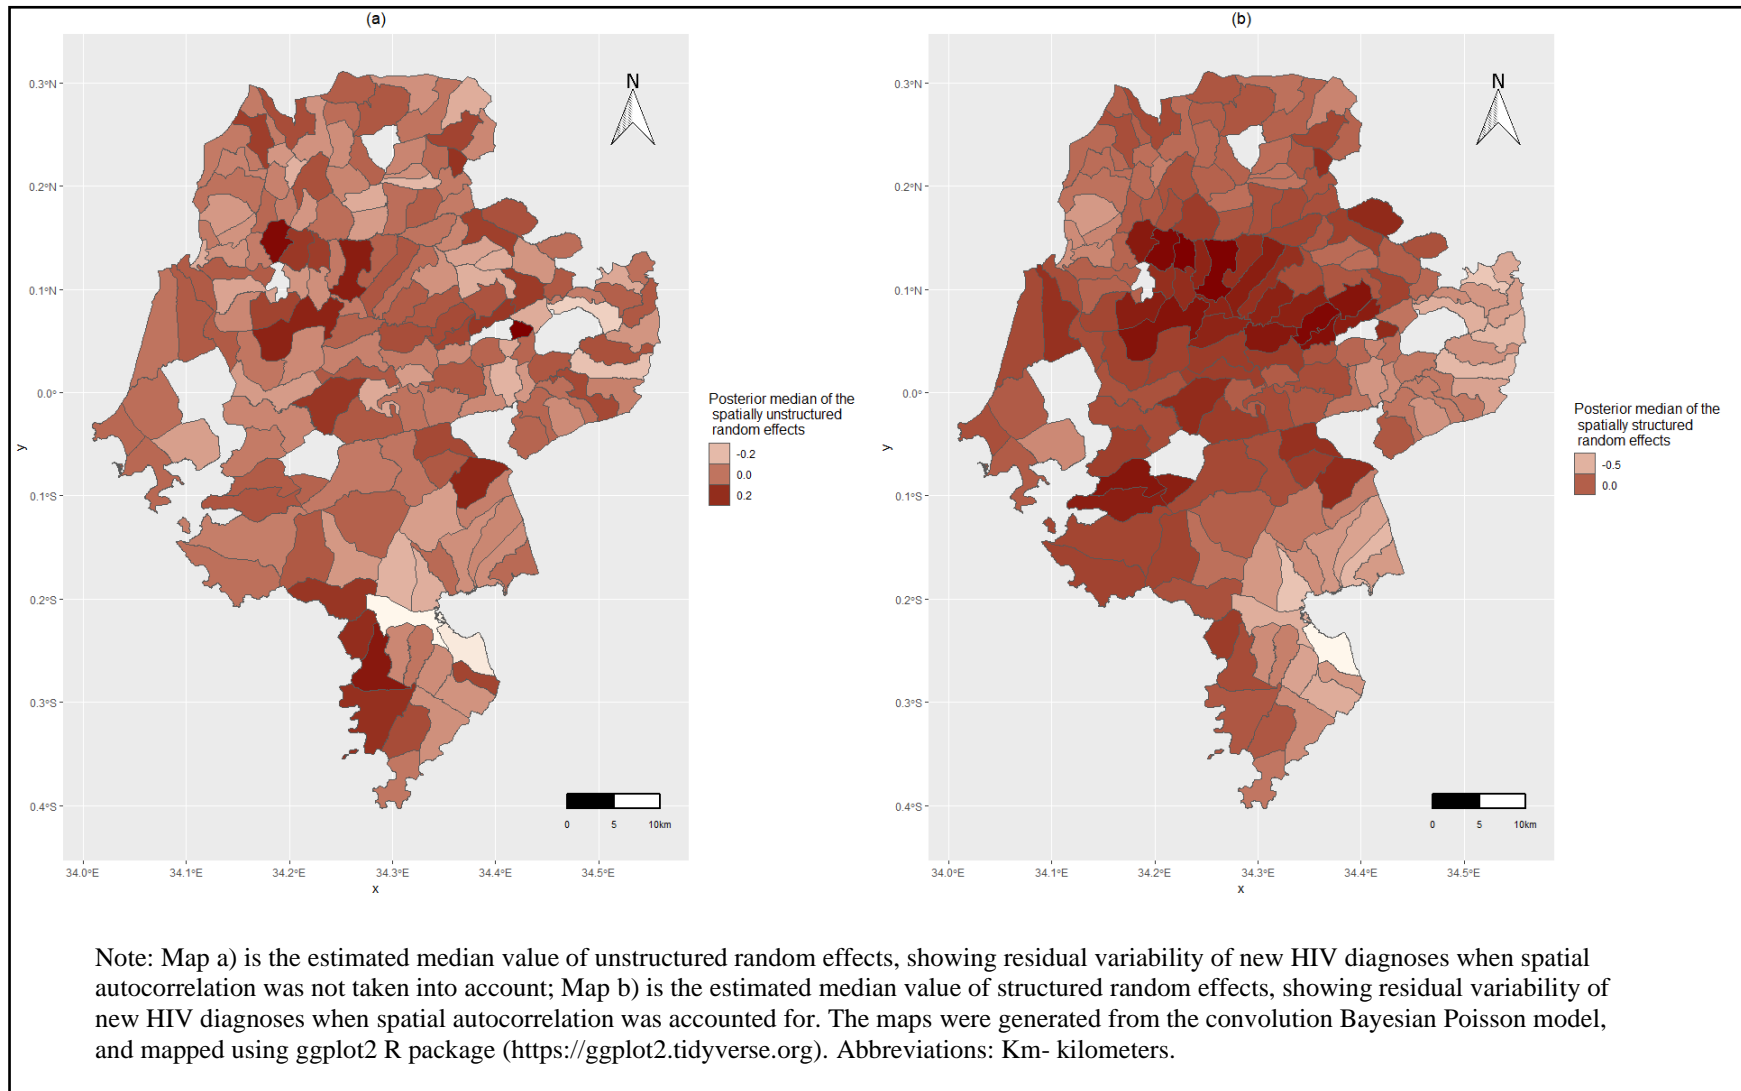 (a)
N
0.3°N
0.2°N
0.1°N
0.0°
0.1°S
0.2°S
0.3°S
0.4°S
y
34.0°E 34.1°E 34.2°E 34.3°E 34.4°E 34.5°E
x
0 5 10km
Posterior median of the
spatially unstructured
random effects
-0.2
0.0
0.2
(b)
N
0.3°N
0.2°N
0.1°N
0.0°
0.1°S
0.2°S
0.3°S
0.4°S
y
34.0°E 34.1°E 34.2°E 34.3°E 34.4°E 34.5°E
x
0 5 10km
Posterior median of the
spatially structured
random effects
-0.5
0.0
Note: Map a) is the estimated median value of unstructured random effects, showing residual variability of new HIV diagnoses when spatial
autocorrelation was not taken into account; Map b) is the estimated median value of structured random effects, showing residual variability of
new HIV diagnoses when spatial autocorrelation was accounted for. The maps were generated from the convolution Bayesian Poisson model,
and mapped using ggplot2 R package (https://ggplot2.tidyverse.org). Abbreviations: Km- kilometers.